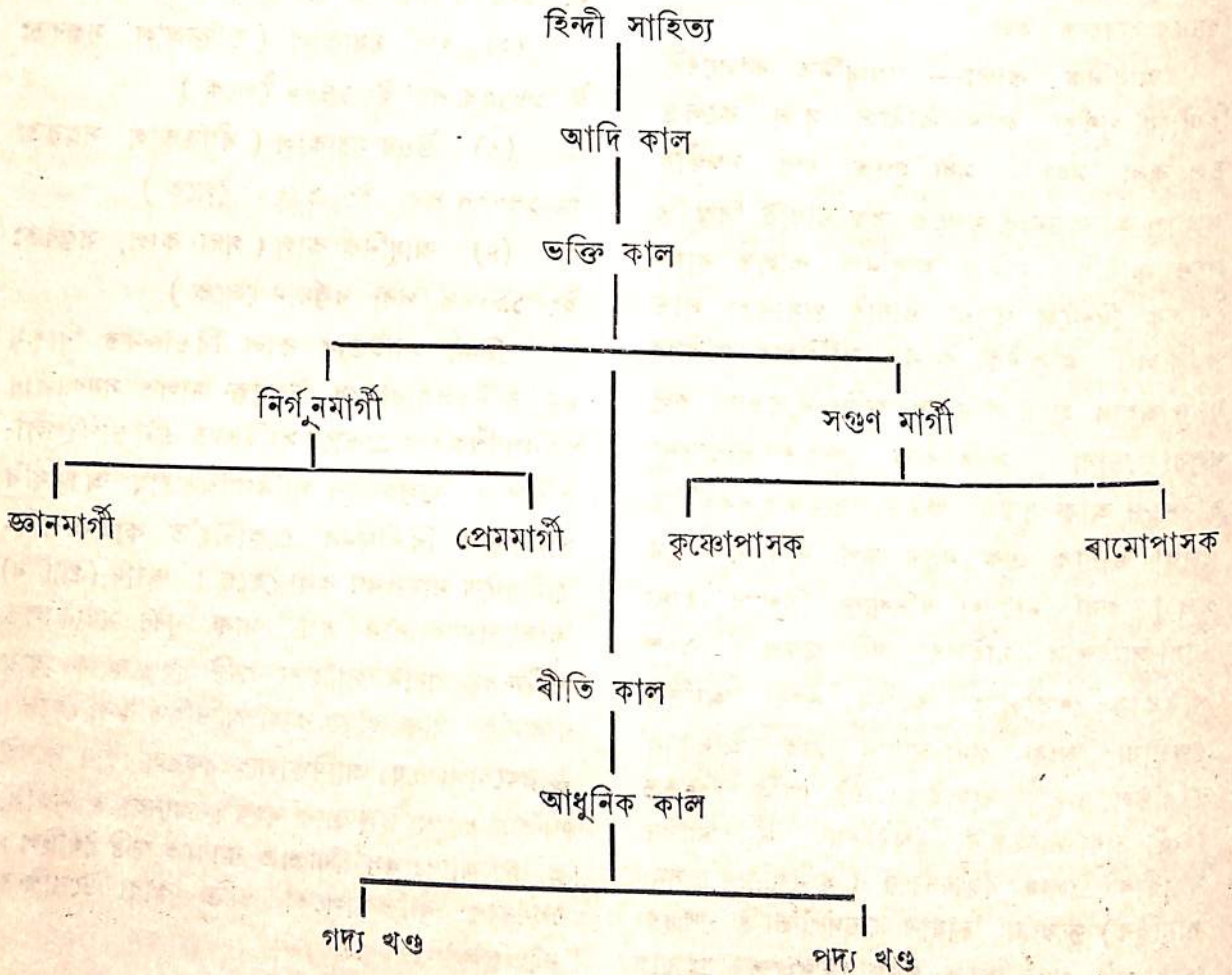 হিন্দী সাহিত্য
আদি কাল
ভক্তি কাল
নির্গুনমার্গী
সগুণ মার্গী
জ্ঞানমার্গী
প্ৰেমমার্গী
কৃষ্ণোপাসক
ৰামোপাসক
ৰীতি কাল
আধুনিক কাল
গদ্য খণ্ড
পদ্য খণ্ড